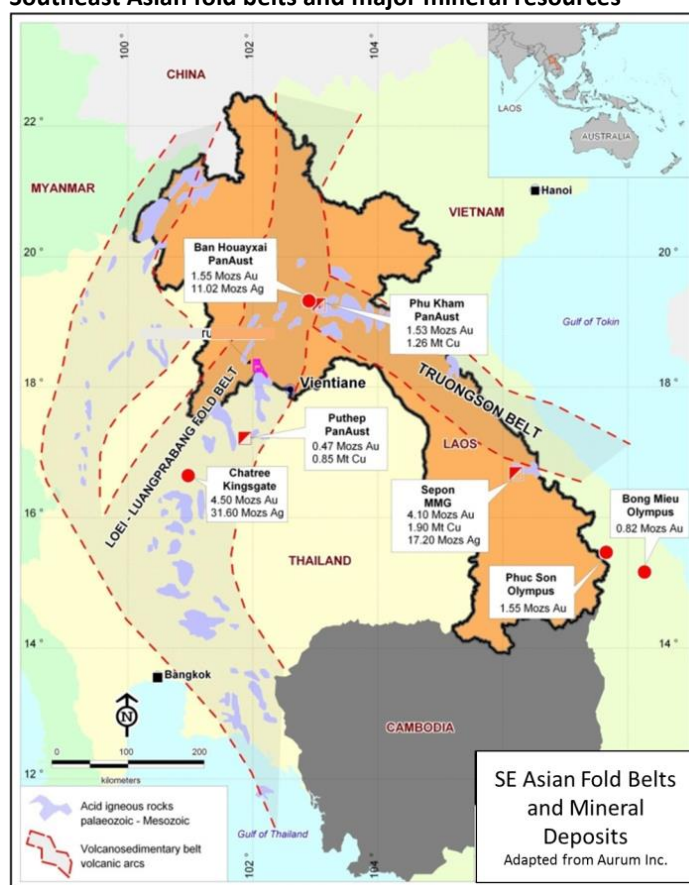 Southeast Asian fold belts and major mineral resources
100
102
104
CHINA
LAOS
AUSTRALIA
22°
22°
MYANMAR
VIETNAM
Hanoi
20°
20°
Ban Houayxai
PanAust
1.55 Mozs Au
11.02 Mozs Ag
Phu Kham
PanAust
1.53 Mozs Au
1.26 Mt Cu
Gulf of Tokin
18°
18°
Vientiane
TRUONGSON BELT
LOEI - LUANGPRABANG FOLD BELT
Puthep
PanAust
0.47 Mozs Au
0.85 Mt Cu
LAOS
Chatree
Kingsgate
4.50 Mozs Au
31.60 Mozs Ag
Sepon
MMG
4.10 Mozs Au
1.90 Mt Cu
17.20 Mozs Ag
Bong Mieu
Olympus
0.82 Mozs Au
16°
16°
THAILAND
Phuc Son
Olympus
1.55 Mozs Au
14°
14°
Bangkok
N
CAMBODIA
0 100 200
kilometers
12°
Acid igneous rocks
palaeozoic - Mesozoic
Volcanosedimentary belt
volcanic arcs
Gulf of Thailand
102
104
SE Asian Fold Belts
and Mineral
Deposits
Adapted from Aurum Inc.